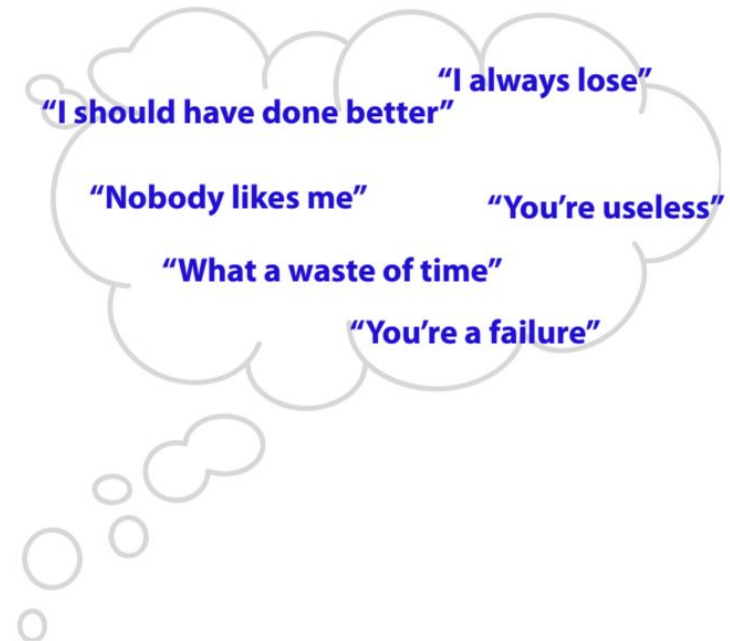 “I always lose”
“I should have done better”
“Nobody likes me”
“You’re useless”
“What a waste of time”
“You’re a failure”